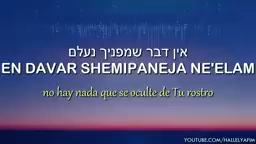 אין דבר שמפניך נעלם
EN DAVAR SHEMIPANEJA NE'ELAM
no hay nada que se oculte de Tu rostro
YOUTUBE.COM/HALLELYAFIM